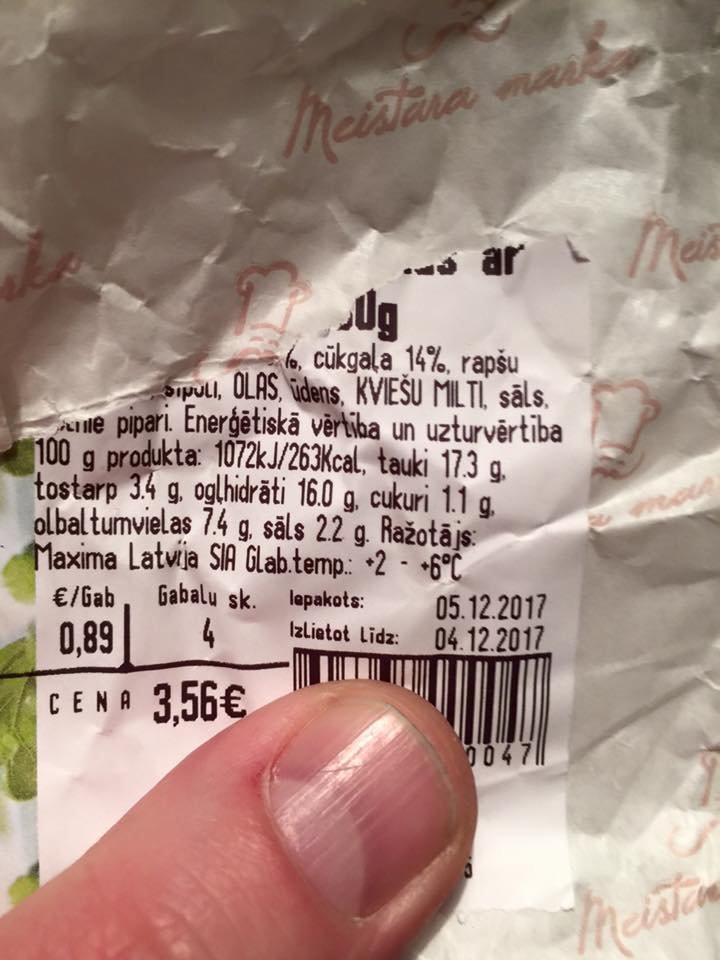 Meistara marka
ar
0g
cūkgaļa 14%, rapšu
sīpoli, OLAS, ūdens, KVIEŠU MILTI, sāls,
pipari. Enerģētiskā vērtība un uzturvērtība
100 g produkta: 1072kJ/263Kcal, tauki 17.3 g,
tostarp 3.4 g, ogļhidrāti 16.0 g, cukuri 1.1 g,
olbaltumvielas 7.4 g, sāls 2.2 g. Ražotājs:
Maxima Latvija SIA Glab.temp.: +2 - +6°C
€/Gab Gabalu sk. Iepakots: 05.12.2017
0,89 4 Izlietot Līdz: 04.12.2017
CENA 3,56€
0047